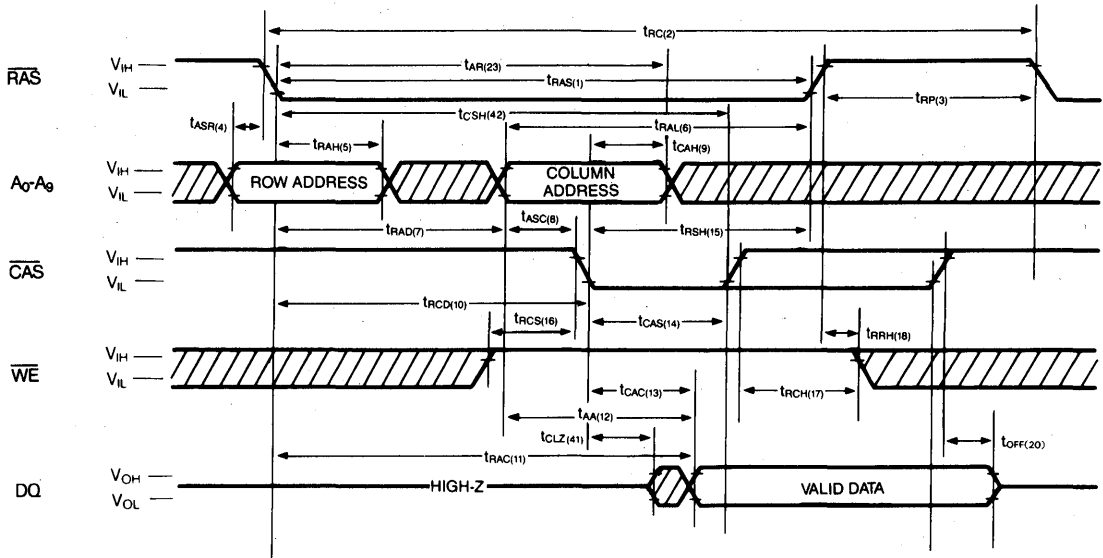 tRC(2)
tAR(23)
RAS
VIH
VIL
tRAS(1)
tRP(3)
tASR(4)
tCSH(42)
tRAL(6)
tRAH(5)
tCAH(9)
A0-A9
VIH
VIL
ROW ADDRESS
COLUMN
ADDRESS
tRAD(7)
tASC(8)
tRSH(15)
CAS
VIH
VIL
tRCD(10)
tRCS(16)
tCAS(14)
tRRH(18)
WE
VIH
VIL
tCAC(13)
tRCH(17)
tAA(12)
tCLZ(41)
tOFF(20)
tRAC(11)
DQ
VOH
VOL
HIGH-Z
VALID DATA